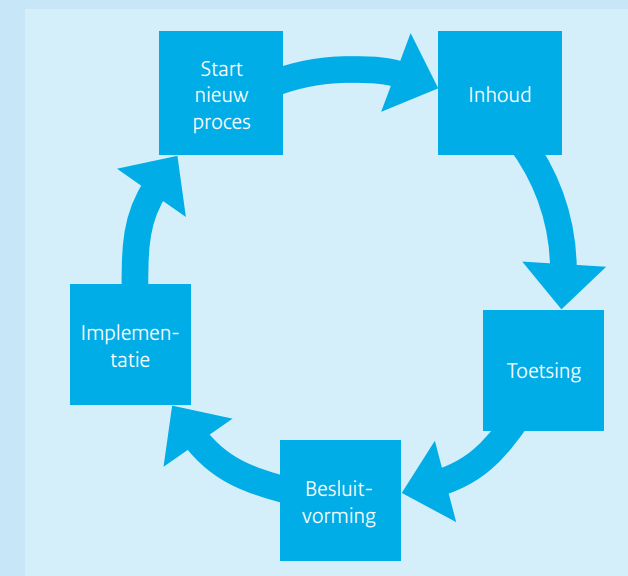 Start
nieuw
proces
Inhoud
Toetsing
Besluit-
vorming
Implemen-
tatie